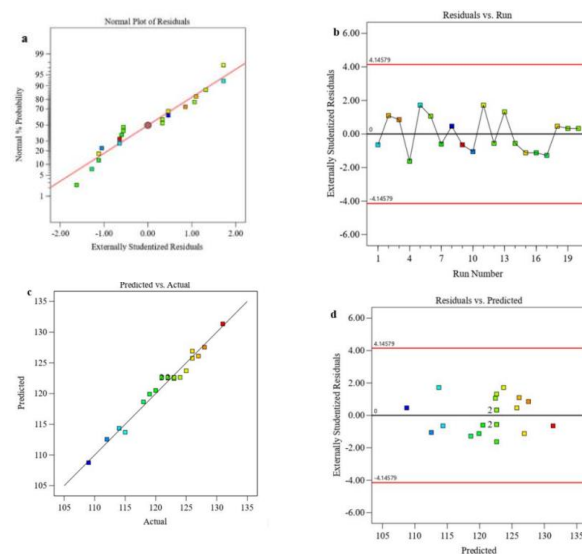 a
Normal Plot of Residuals
Normal % Probability
99
95
90
80
70
50
30
20
10
5
1
-2.00 -1.00 0.00 1.00 2.00
Externally Studentized Residuals
b
Residuals vs. Run
Externally Studentized Residuals
6.00
4.14579
4.00
2.00
0.00
0
-2.00
-4.00
-4.14579
-6.00
1 4 7 10 13 16 19
Run Number
c
Predicted vs. Actual
Predicted
135
130
125
120
115
110
105
105 110 115 120 125 130 135
Actual
d
Residuals vs. Predicted
Externally Studentized Residuals
6.00
4.14579
4.00
2.00
2
0.00
0
2
-2.00
-4.00
-4.14579
-6.00
105 110 115 120 125 130 135
Predicted